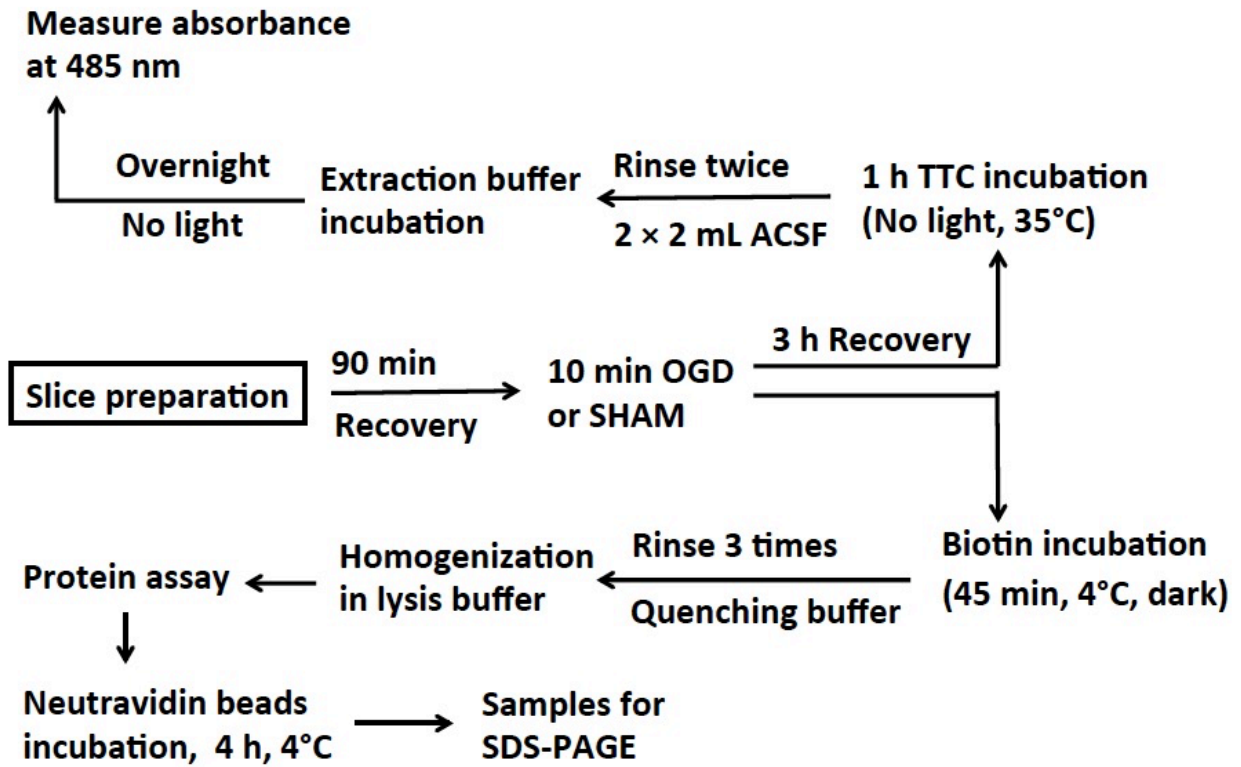 Measure absorbance
at 485 nm
Overnight
No light
Extraction buffer
incubation
Rinse twice
2 × 2 mL ACSF
1 h TTC incubation
(No light, 35°C)
Slice preparation
90 min
Recovery
10 min OGD
or SHAM
3 h Recovery
Biotin incubation
(45 min, 4°C, dark)
Rinse 3 times
Quenching buffer
Homogenization
in lysis buffer
Protein assay
Neutravidin beads
incubation, 4 h, 4°C
Samples for
SDS-PAGE